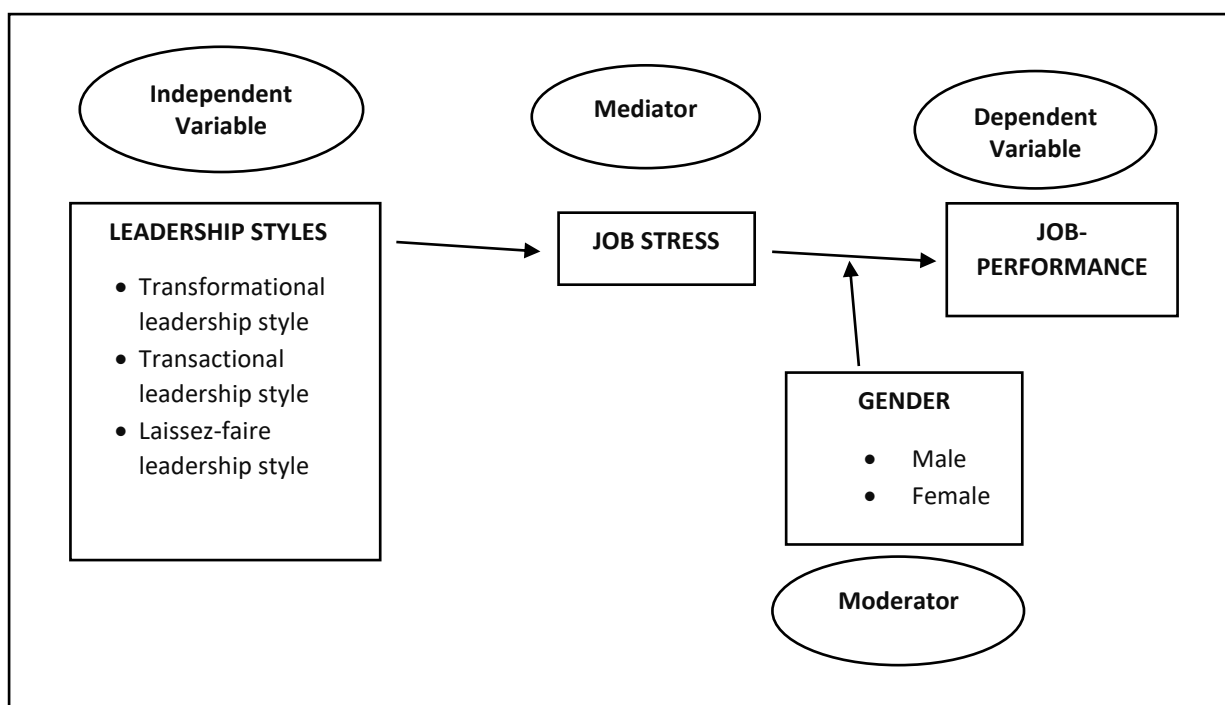 Independent
Variable
Mediator
Dependent
Variable
LEADERSHIP STYLES
• Transformational
leadership style
• Transactional
leadership style
• Laissez-faire
leadership style
JOB STRESS
JOB-
PERFORMANCE
GENDER
• Male
• Female
Moderator